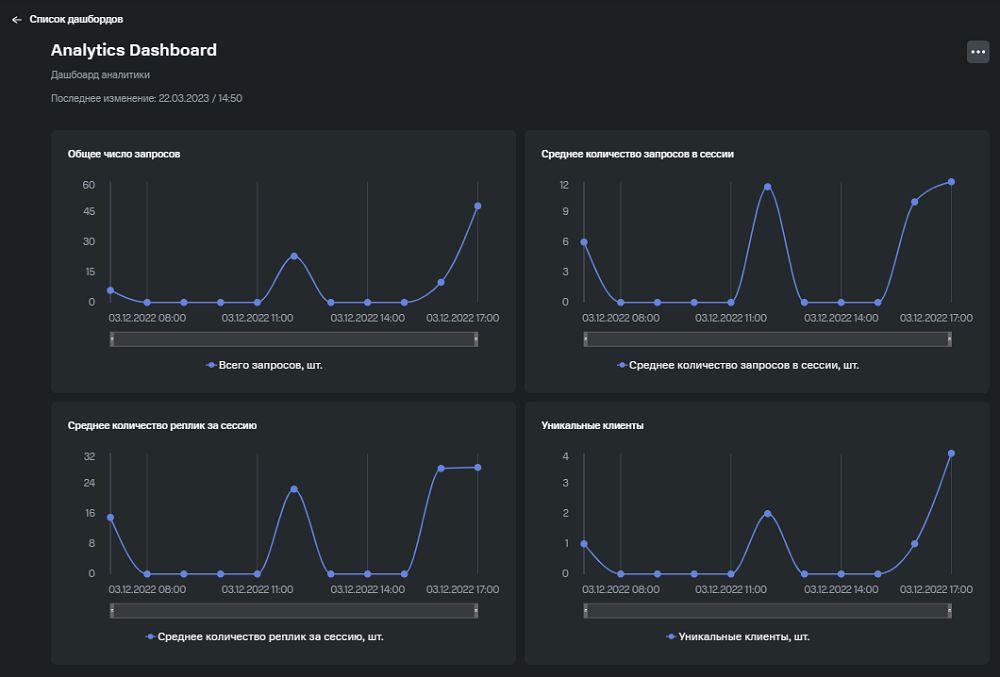 Список дашбордов
Analytics Dashboard
Дашбоард аналитики
Последнее изменение: 22.03.2023 / 14:50
Общее число запросов
60
45
30
15
0
03.12.2022 08:00 03.12.2022 11:00 03.12.2022 14:00 03.12.2022 17:00
Всего запросов, шт.
Среднее количество запросов в сессии
12
9
6
3
0
03.12.2022 08:00 03.12.2022 11:00 03.12.2022 14:00 03.12.2022 17:00
Среднее количество запросов в сессии, шт.
Среднее количество реплик за сессию
32
24
16
8
0
03.12.2022 08:00 03.12.2022 11:00 03.12.2022 14:00 03.12.2022 17:00
Среднее количество реплик за сессию, шт.
Уникальные клиенты
4
3
2
1
0
03.12.2022 08:00 03.12.2022 11:00 03.12.2022 14:00 03.12.2022 17:00
Уникальные клиенты, шт.